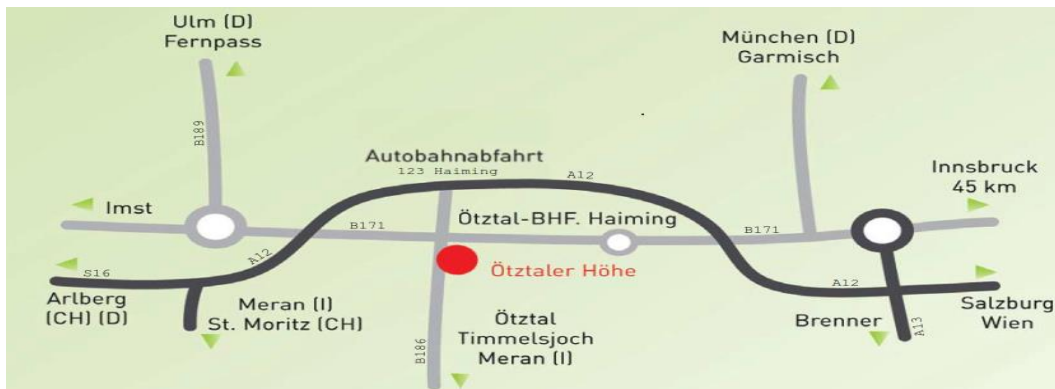 Ulm (D)
Fernpass
München (D)
Garmisch
B189
Autobahnabfahrt
123 Haiming
A12
Innsbruck
45 km
Imst
Ötztal-BHF. Haiming
B171
B171
A12
S16
Ötztaler Höhe
A12
Arlberg
(CH) (D)
Meran (I)
St. Moritz (CH)
Ötztal
Timmelsjoch
Meran (I)
B186
Brenner
A13
Salzburg
Wien